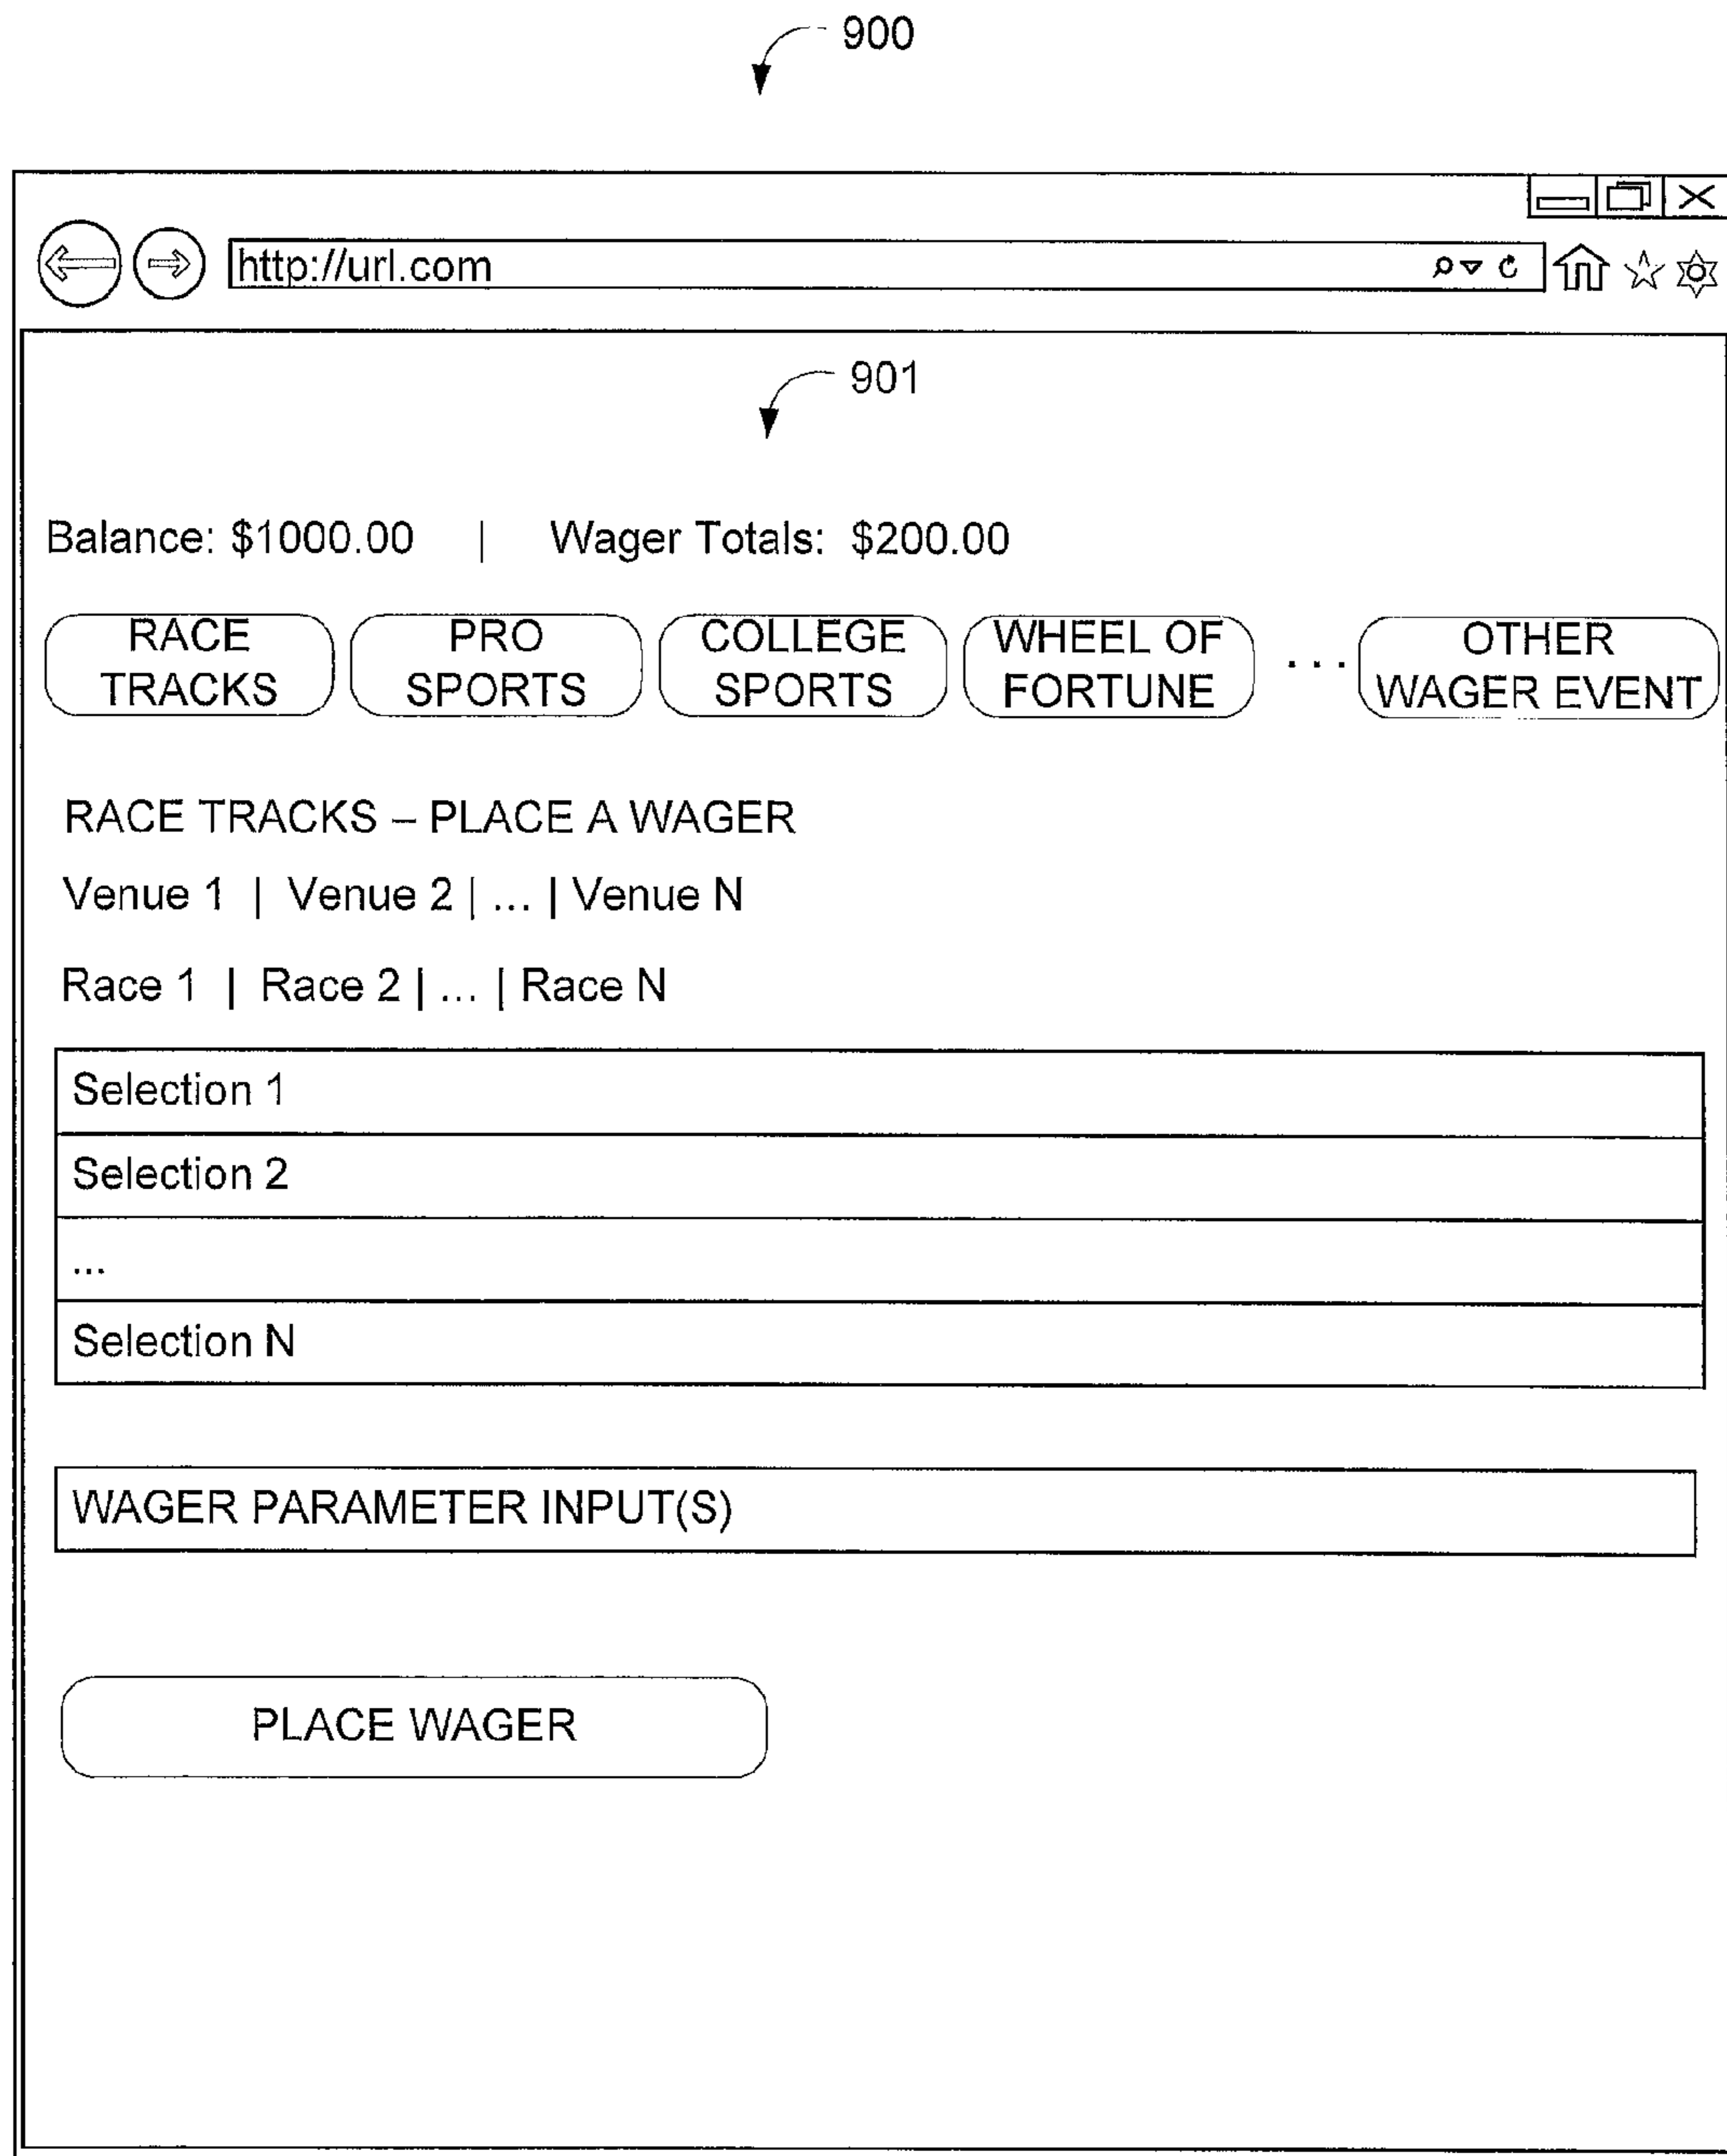 900
http://url.com
901
Balance: $1000.00 | Wager Totals: $200.00
RACE TRACKS
PRO SPORTS
COLLEGE SPORTS
WHEEL OF FORTUNE
...
OTHER WAGER EVENT
RACE TRACKS – PLACE A WAGER
Venue 1 | Venue 2 | ... | Venue N
Race 1 | Race 2 | ... | Race N
Selection 1
Selection 2
...
Selection N
WAGER PARAMETER INPUT(S)
PLACE WAGER